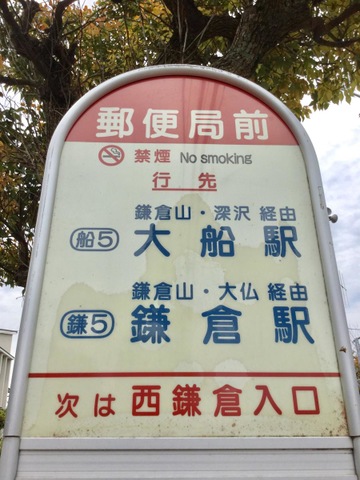 郵便局前
禁煙 No smoking
行先
鎌倉山・深沢 経由
船5 大船駅
鎌倉山・大仏 経由
鎌5 鎌倉駅
次は 西鎌倉入口